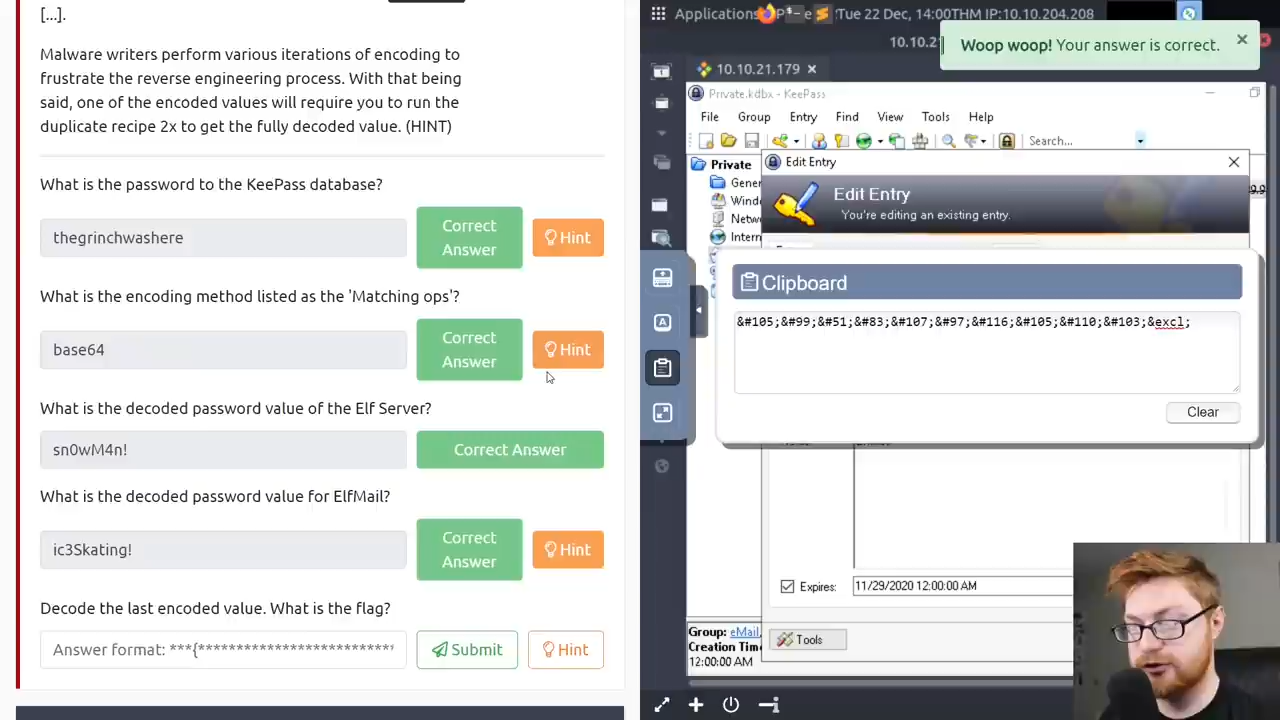 [...].
Malware writers perform various iterations of encoding to
frustrate the reverse engineering process. With that being
said, one of the encoded values will require you to run the
duplicate recipe 2x to get the fully decoded value. (HINT)
What is the password to the KeePass database?
thegrinchwashere
Correct
Answer
Hint
What is the encoding method listed as the 'Matching ops'?
base64
Correct
Answer
Hint
What is the decoded password value of the Elf Server?
sn0wM4n!
Correct Answer
What is the decoded password value for ElfMail?
ic3Skating!
Correct
Answer
Hint
Decode the last encoded value. What is the flag?
Answer format: ***{**************************
Submit
Hint
Applications
Tue 22 Dec, 14:00
THM IP:10.10.204.208
10.10.21
Woop woop! Your answer is correct.
10.10.21.179
Private.kdbx - KeePass
File Group Entry Find View Tools Help
Search...
Private
Edit Entry
Gener
Wind
Netw
Intern
Edit Entry
You're editing an existing entry.
Clipboard
&#105;&#99;&#51;&#83;&#107;&#97;&#116;&#105;&#110;&#103;&excl;
Clear
Expires: 11/29/2020 12:00:00 AM
Tools
Group: eMail,
Creation Tim
12:00:00 AM